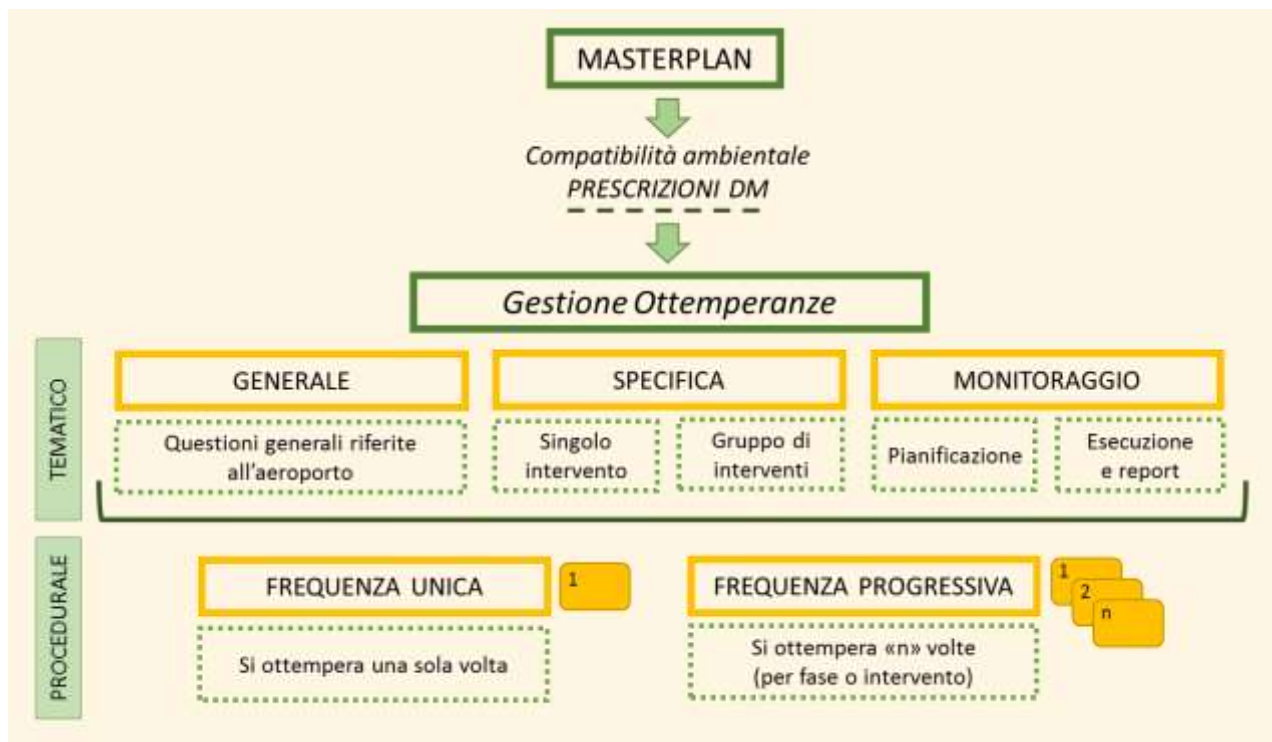 MASTERPLAN
Compatibilità ambientale
PRESCRIZIONI DM
Gestione Ottemperanze
TEMATICO
GENERALE
SPECIFICA
MONITORAGGIO
Questioni generali riferite
all'aeroporto
Singolo
intervento
Gruppo di
interventi
Pianificazione
Esecuzione
e report
PROCEDURALE
FREQUENZA UNICA
1
FREQUENZA PROGRESSIVA
1
2
n
Si ottempera una sola volta
Si ottempera «n» volte
(per fase o intervento)